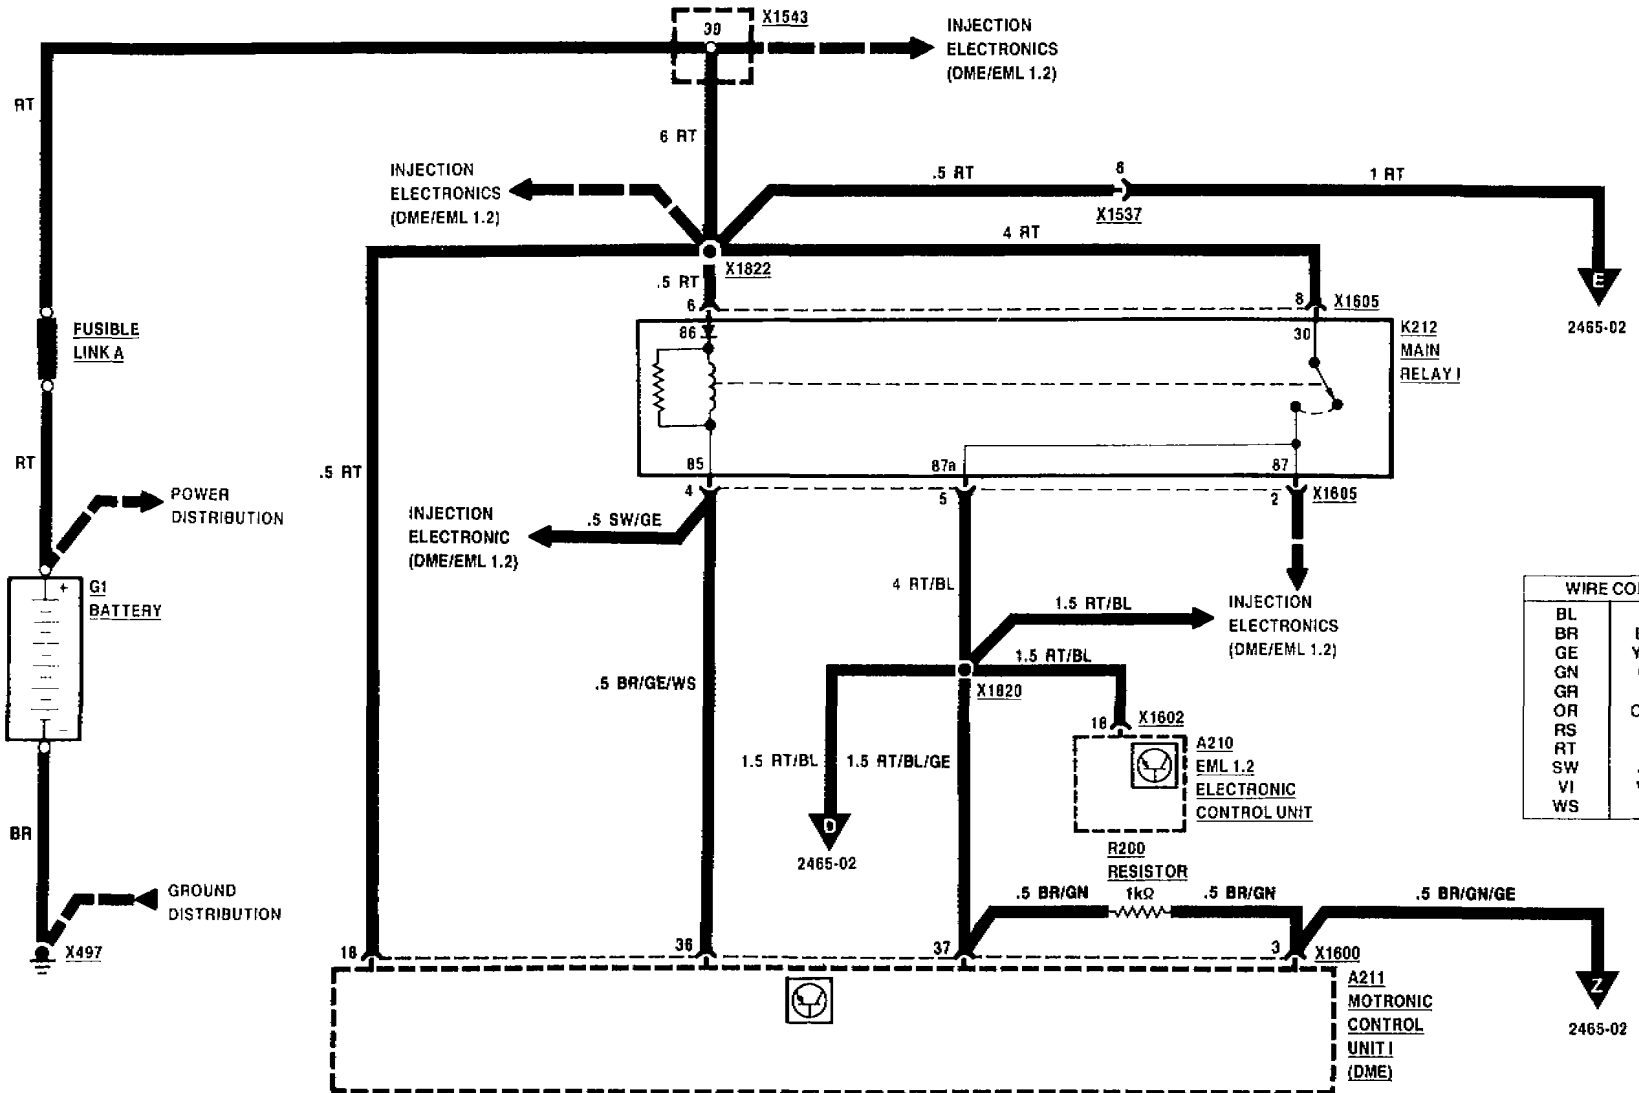 X1543
30
INJECTION
ELECTRONICS
(DME/EML 1.2)
RT
6 RT
INJECTION
ELECTRONICS
(DME/EML 1.2)
.5 RT
8
X1537
1 RT
4 RT
X1822
.5 RT
6
8
X1605
E
2465-02
FUSIBLE
LINK A
86
30
K212
MAIN
RELAY I
RT
.5 RT
85
87a
87
4
5
2
X1605
POWER
DISTRIBUTION
INJECTION
ELECTRONIC
(DME/EML 1.2)
.5 SW/GE
+
G1
BATTERY
-
4 RT/BL
1.5 RT/BL
INJECTION
ELECTRONICS
(DME/EML 1.2)
WIRE CO
BL
BR
GE
GN
GR
OR
RS
RT
SW
VI
WS
.5 BR/GE/WS
1.5 RT/BL
X1820
18
X1602
1.5 RT/BL
1.5 RT/BL/GE
A210
EML 1.2
ELECTRONIC
CONTROL UNIT
D
2465-02
BR
R200
RESISTOR
1kΩ
.5 BR/GN
.5 BR/GN
.5 BR/GN/GE
GROUND
DISTRIBUTION
X497
18
36
37
3
X1600
Z
2465-02
A211
MOTRONIC
CONTROL
UNIT I
(DME)